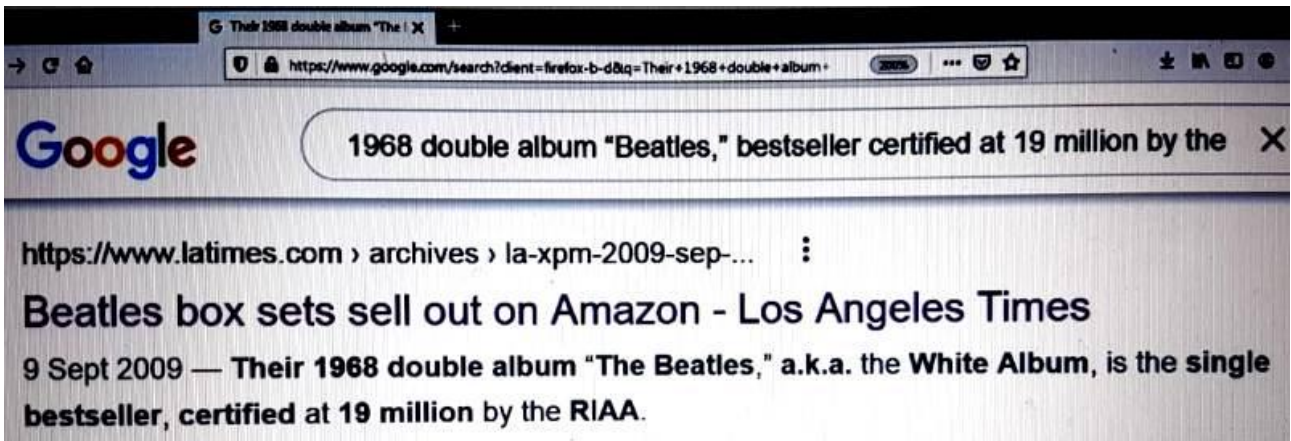 G Their 1968 double album "The
https://www.google.com/search?client=firefox-b-d&q=Their+1968+double+album+
200%
Google
1968 double album "Beatles," bestseller certified at 19 million by the
https://www.latimes.com › archives › la-xpm-2009-sep-...
Beatles box sets sell out on Amazon - Los Angeles Times
9 Sept 2009 — Their 1968 double album "The Beatles," a.k.a. the White Album, is the single
bestseller, certified at 19 million by the RIAA.